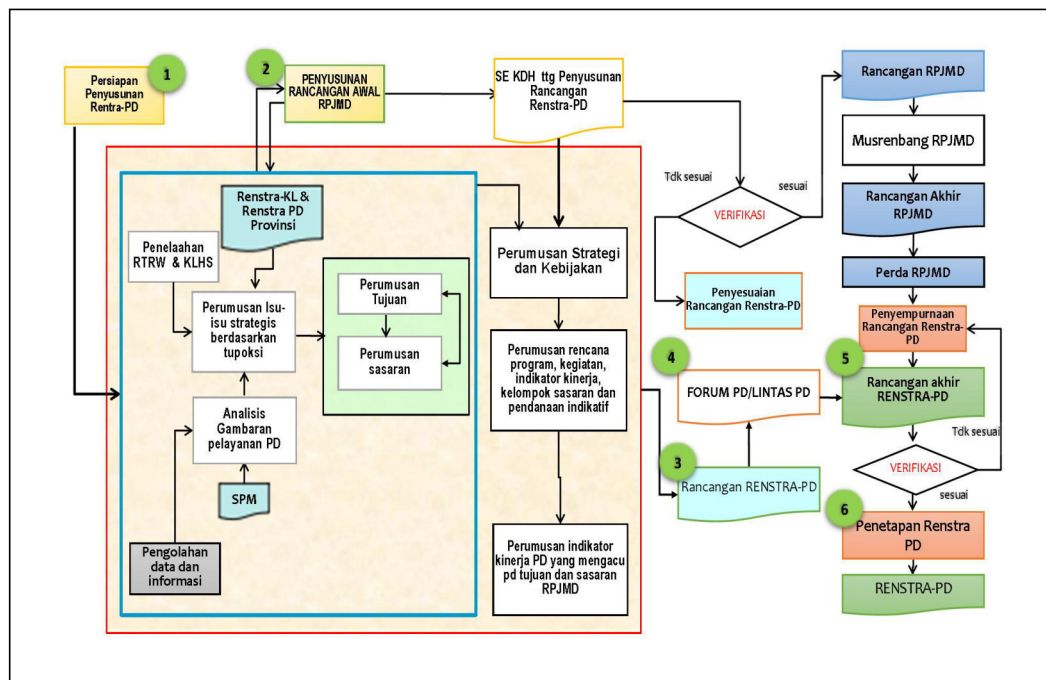 1
Persiapan
Penyusunan
Rentra-PD
2
PENYUSUNAN
RANCANGAN AWAL
RPJMD
SE KDH ttg Penyusunan
Rancangan
Renstra-PD
Rancangan RPJMD
Musrenbang RPJMD
Rancangan Akhir
RPJMD
Perda RPJMD
Tdk sesuai
sesuai
VERIFIKASI
Penyesuaian
Rancangan Renstra-PD
Renstra-KL &
Renstra PD
Provinsi
Penelaahan
RTRW & KLHS
Perumusan Isu-
isu strategis
berdasarkan
tupoksi
Perumusan
Tujuan
Perumusan
sasaran
Analisis
Gambaran
pelayanan PD
SPM
Pengolahan
data dan
informasi
Perumusan Strategi
dan Kebijakan
Perumusan rencana
program, kegiatan,
indikator kinerja,
kelompok sasaran dan
pendanaan indikatif
Perumusan indikator
kinerja PD yang mengacu
pd tujuan dan sasaran
RPJMD
3
Rancangan RENSTRA-PD
4
FORUM PD/LINTAS PD
Penyempurnaan
Rancangan Renstra-
PD
5
Rancangan akhir
RENSTRA-PD
Tdk sesuai
VERIFIKASI
sesuai
6
Penetapan Renstra
PD
RENSTRA-PD